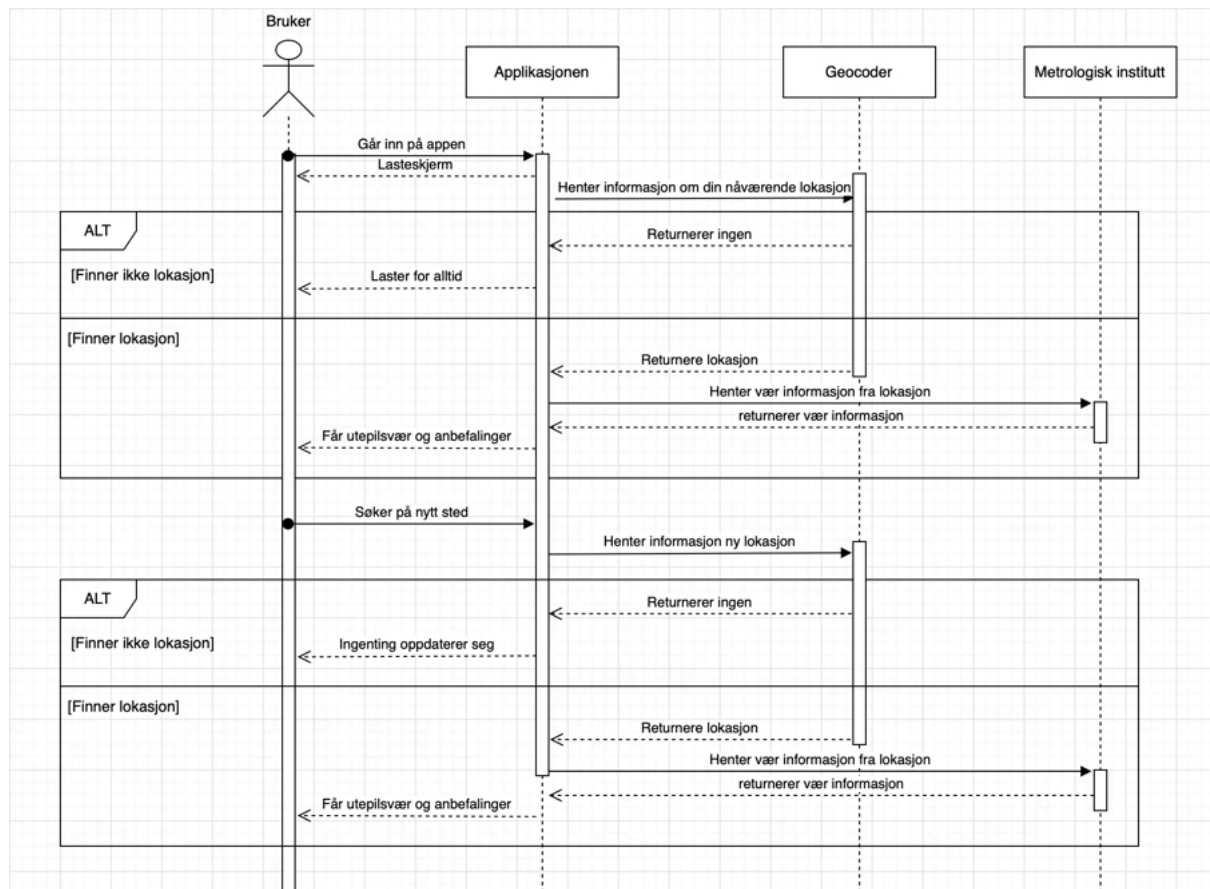 Bruker
Applikasjonen
Geocoder
Metrologisk institutt
Går inn på appen
Lasteskjerm
Henter informasjon om din nåværende lokasjon
ALT
Returnerer ingen
[Finner ikke lokasjon]
Laster for alltid
[Finner lokasjon]
Returnere lokasjon
Henter vær informasjon fra lokasjon
returnerer vær informasjon
Får utepilsvær og anbefalinger
Søker på nytt sted
Henter informasjon ny lokasjon
ALT
Returnerer ingen
[Finner ikke lokasjon]
Ingenting oppdaterer seg
[Finner lokasjon]
Returnere lokasjon
Henter vær informasjon fra lokasjon
returnerer vær informasjon
Får utepilsvær og anbefalinger